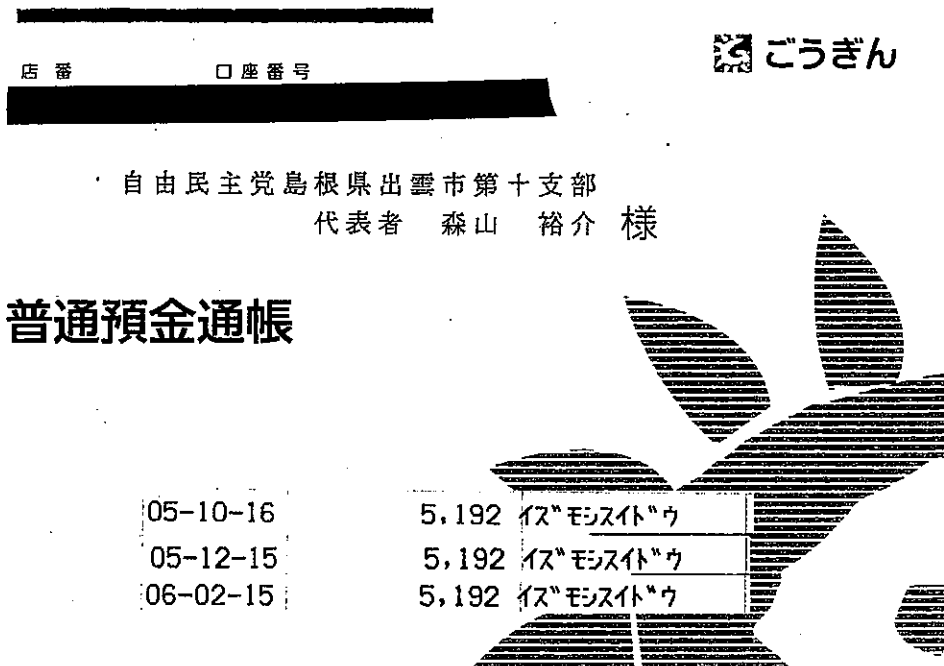 店番 口座番号
ごうぎん
自由民主党島根県出雲市第十支部
代表者 森山 裕介 様
普通預金通帳
05-10-16 5,192 イズモシスイドウ
05-12-15 5,192 イズモシスイドウ
06-02-15 5,192 イズモシスイドウ